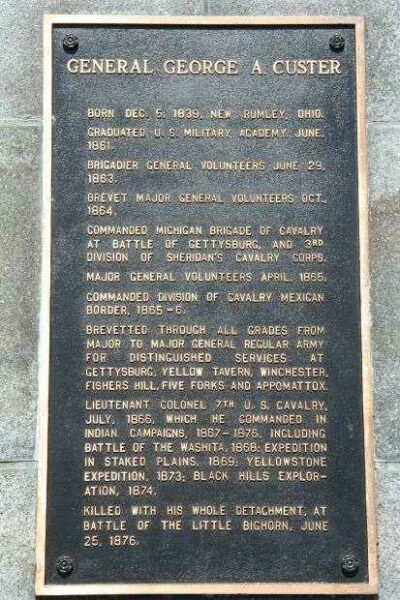 GENERAL GEORGE A. CUSTER
BORN DEC. 5, 1839, NEW RUMLEY, OHIO.
GRADUATED U. S. MILITARY ACADEMY JUNE,
1861.
BRIGADIER GENERAL VOLUNTEERS JUNE 29,
1863.
BREVET MAJOR GENERAL VOLUNTEERS OCT.,
1864.
COMMANDED MICHIGAN BRIGADE OF CAVALRY
AT BATTLE OF GETTYSBURG, AND 3RD
DIVISION OF SHERIDAN'S CAVALRY CORPS.
MAJOR GENERAL VOLUNTEERS APRIL, 1865.
COMMANDED DIVISION OF CAVALRY MEXICAN
BORDER, 1865-6.
BREVETTED THROUGH ALL GRADES FROM
MAJOR TO MAJOR GENERAL REGULAR ARMY
FOR DISTINGUISHED SERVICES AT
GETTYSBURG, YELLOW TAVERN, WINCHESTER,
FISHERS HILL, FIVE FORKS AND APPOMATTOX.
LIEUTENANT COLONEL 7TH U. S. CAVALRY,
JULY, 1866, WHICH HE COMMANDED IN
INDIAN CAMPAIGNS, 1867-1876, INCLUDING
BATTLE OF THE WASHITA, 1868; EXPEDITION
IN STAKED PLAINS, 1869; YELLOWSTONE
EXPEDITION, 1873; BLACK HILLS EXPLOR-
ATION, 1874.
KILLED WITH HIS WHOLE DETACHMENT, AT
BATTLE OF THE LITTLE BIGHORN, JUNE
25, 1876.